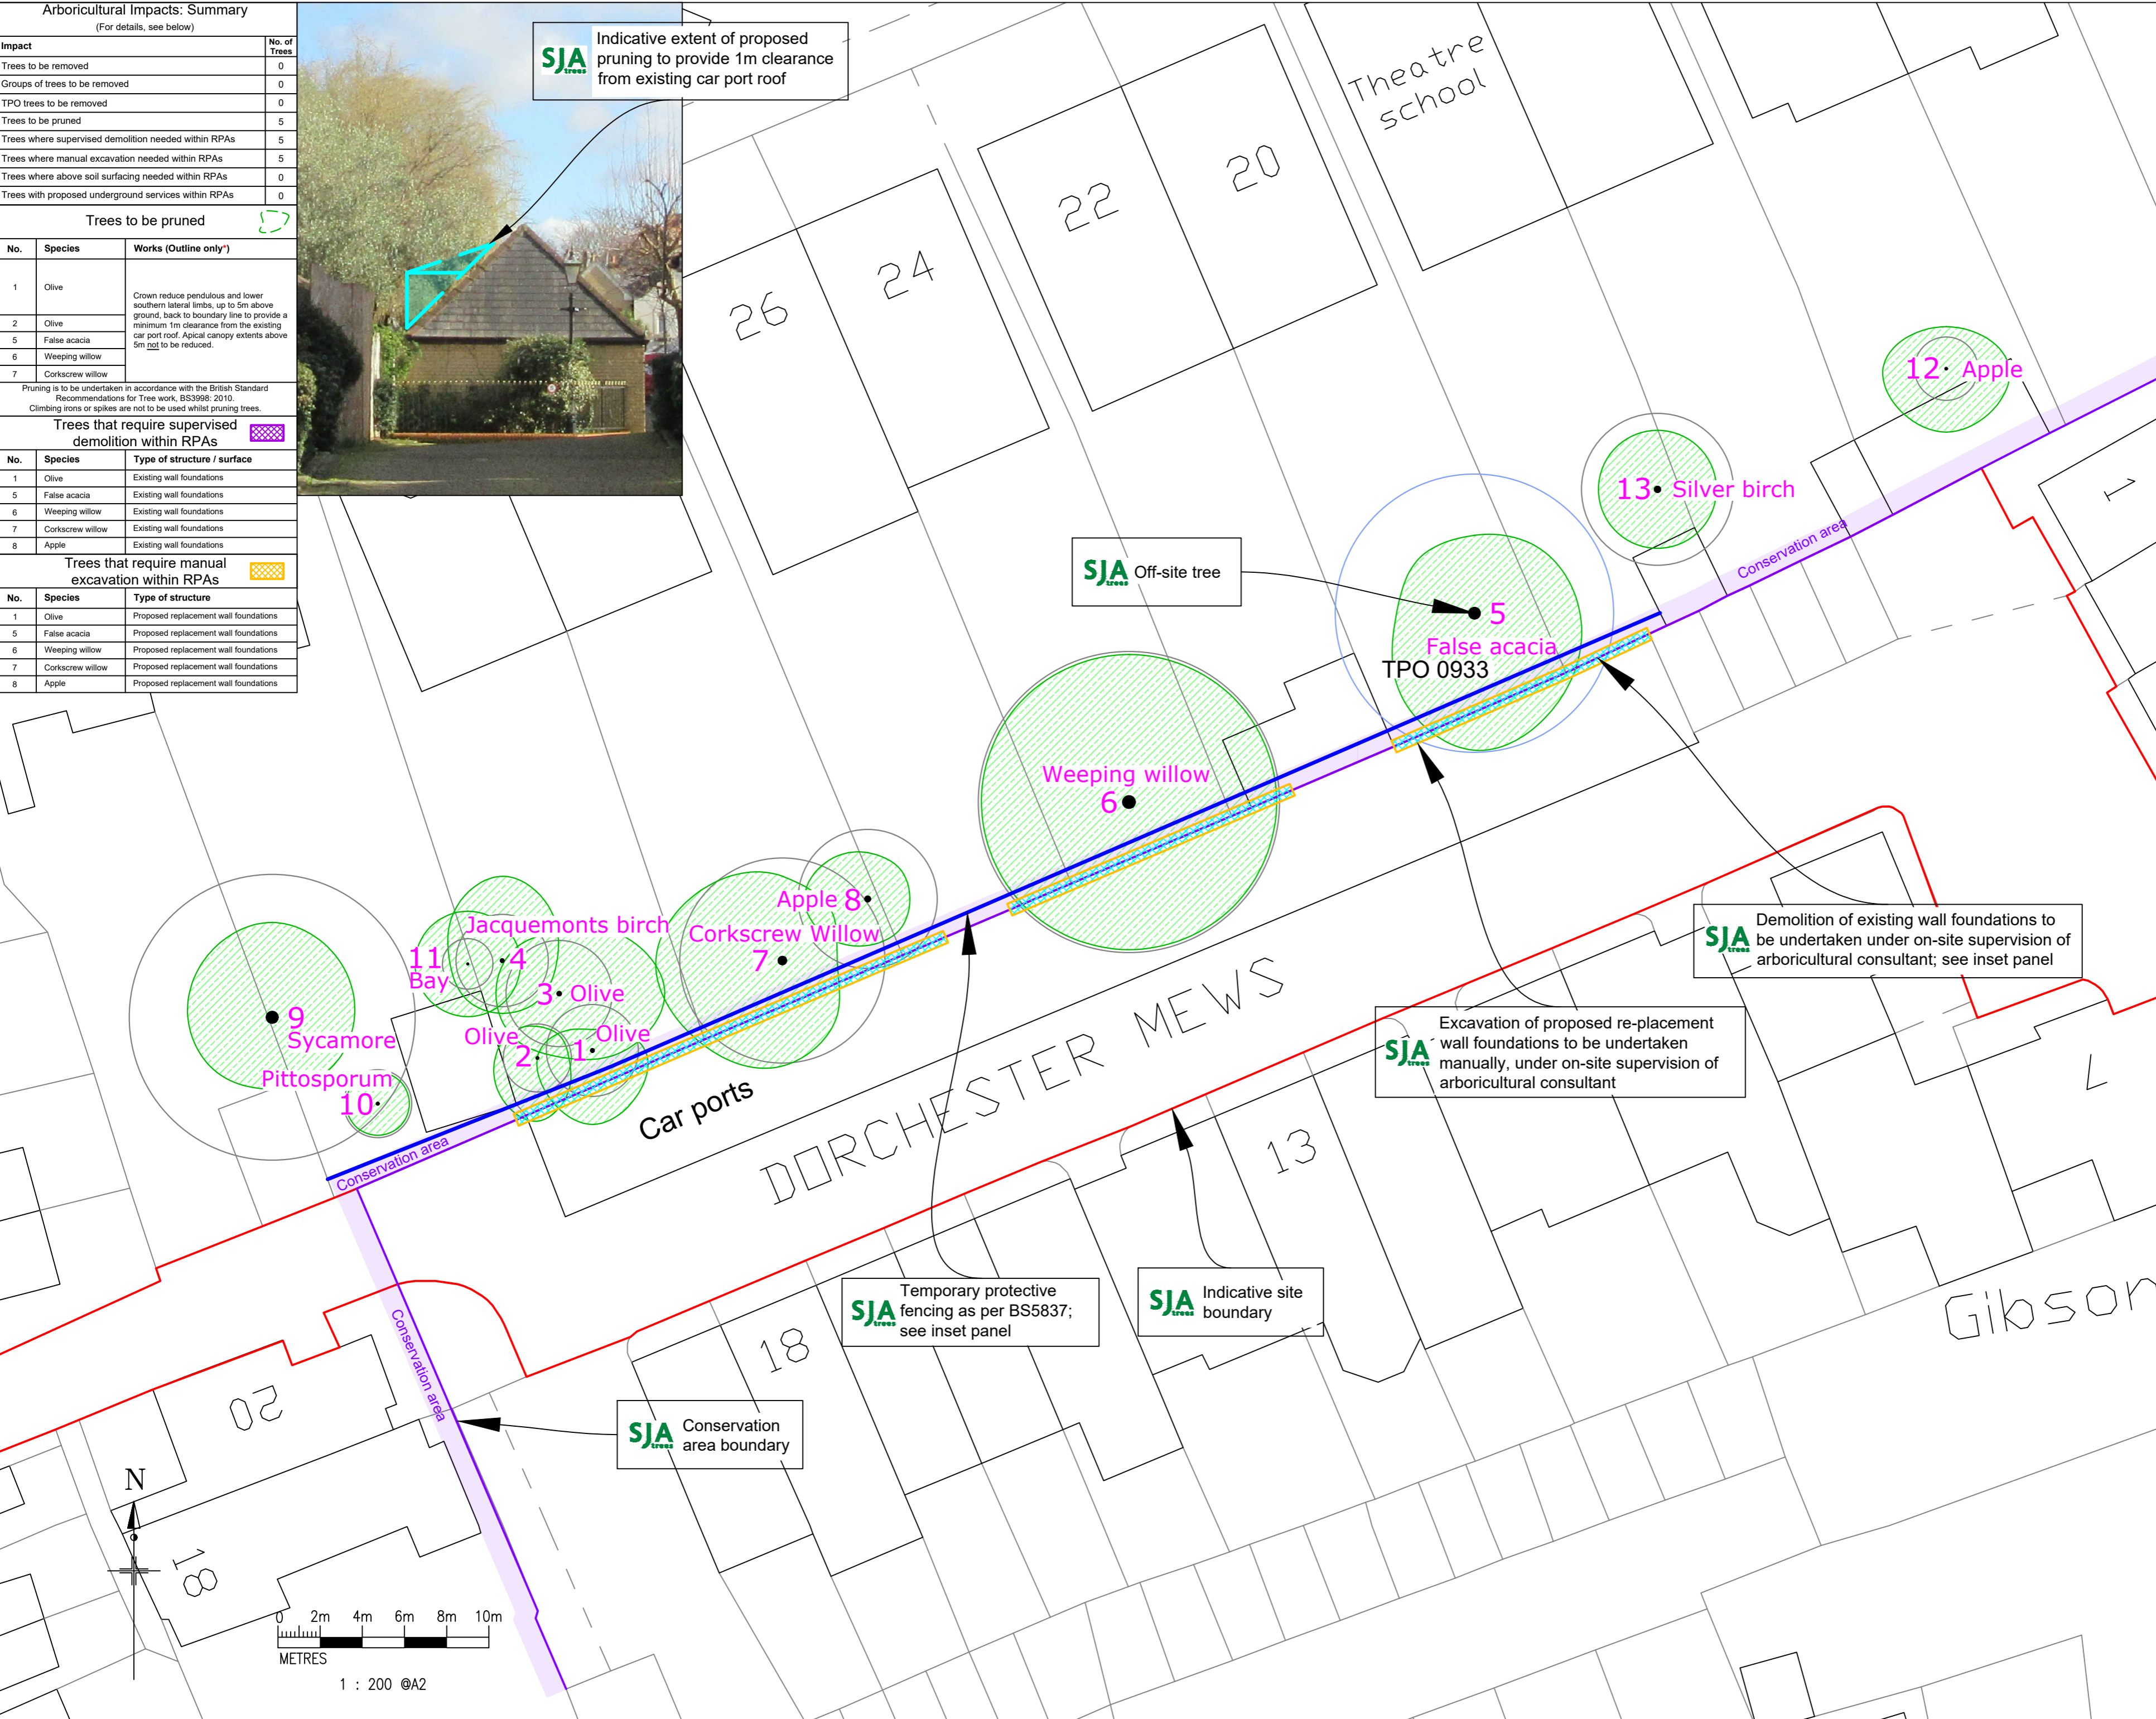 Arboricultural Impacts: Summary
(For details, see below)
Impact No. of Trees
Trees to be removed 0
Groups of trees to be removed 0
TPO trees to be removed 0
Trees to be pruned 5
Trees where supervised demolition needed within RPAs 5
Trees where manual excavation needed within RPAs 5
Trees where above soil surfacing needed within RPAs 0
Trees with proposed underground services within RPAs 0
Trees to be pruned
No. Species Works (Outline only*)
1 Olive
2 Olive
5 False acacia
6 Weeping willow
7 Corkscrew willow
Crown reduce pendulous and lower
southern lateral limbs, up to 5m above
ground, back to boundary line to provide a
minimum 1m clearance from the existing
car port roof. Apical canopy extents above
5m not to be reduced.
Pruning is to be undertaken in accordance with the British Standard
Recommendations for Tree work, BS3998: 2010.
Climbing irons or spikes are not to be used whilst pruning trees.
Trees that require supervised
demolition within RPAs
No. Species Type of structure / surface
1 Olive Existing wall foundations
5 False acacia Existing wall foundations
6 Weeping willow Existing wall foundations
7 Corkscrew willow Existing wall foundations
8 Apple Existing wall foundations
Trees that require manual
excavation within RPAs
No. Species Type of structure
1 Olive Proposed replacement wall foundations
5 False acacia Proposed replacement wall foundations
6 Weeping willow Proposed replacement wall foundations
7 Corkscrew willow Proposed replacement wall foundations
8 Apple Proposed replacement wall foundations
SJA trees
Indicative extent of proposed
pruning to provide 1m clearance
from existing car port roof
Theatre
school
20
22
24
26
12 Apple
13 Silver birch
1
Conservation area
SJA trees
Off-site tree
5
False acacia
TPO 0933
Weeping willow
6
Apple 8
Corkscrew Willow
7
Jacquemonts birch
4
11
Bay
3 Olive
Olive
1
Olive
2
9
Sycamore
Pittosporum
10
Conservation area
Car ports
DORCHESTER MEWS
SJA trees
Demolition of existing wall foundations to
be undertaken under on-site supervision of
arboricultural consultant; see inset panel
SJA trees
Excavation of proposed re-placement
wall foundations to be undertaken
manually, under on-site supervision of
arboricultural consultant
7
13
SJA trees
Temporary protective
fencing as per BS5837;
see inset panel
SJA trees
Indicative site
boundary
Gibson
18
Conservation area
SJA trees
Conservation
area boundary
20
18
N
0 2m 4m 6m 8m 10m
METRES
1 : 200 @A2